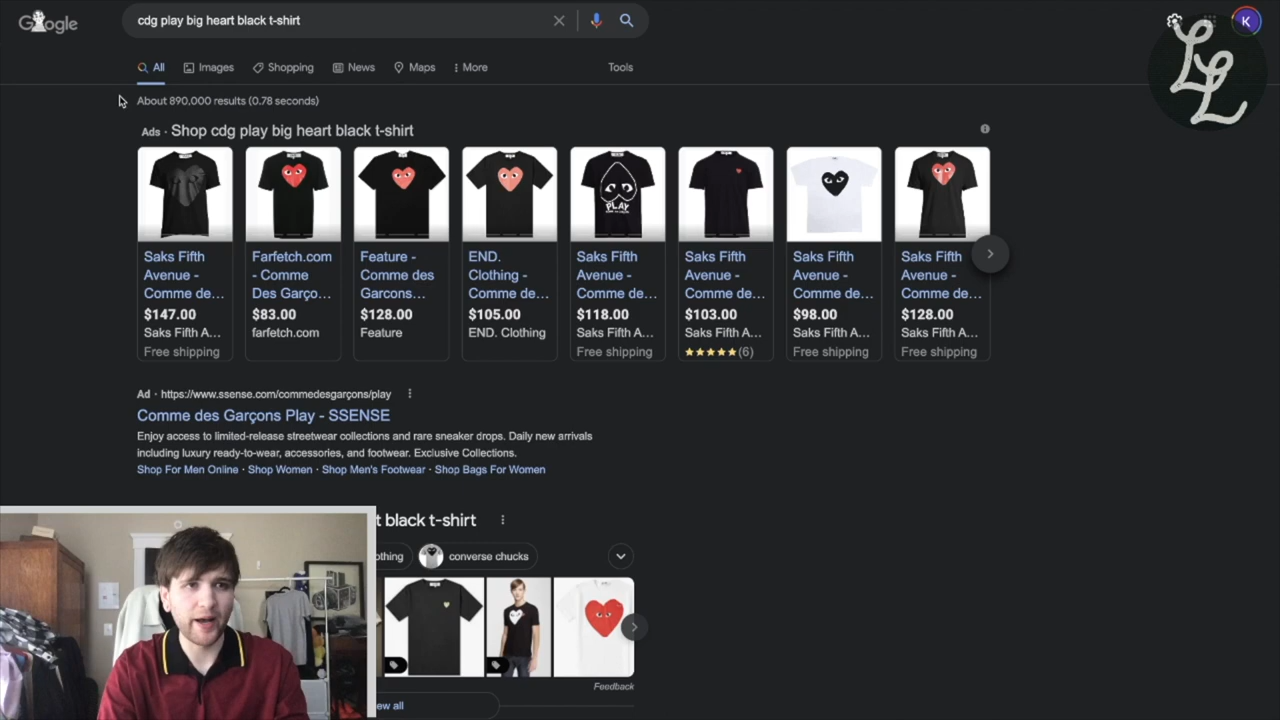 Google
cdg play big heart black t-shirt
K
All
Images
Shopping
News
Maps
More
Tools
LyL
About 890,000 results (0.78 seconds)
Ads · Shop cdg play big heart black t-shirt
PLAY
Saks Fifth
Avenue -
Comme de...
$147.00
Saks Fifth A...
Free shipping
Farfetch.com
- Comme
Des Garço...
$83.00
farfetch.com
Feature -
Comme des
Garcons...
$128.00
Feature
END.
Clothing -
Comme de...
$105.00
END. Clothing
Saks Fifth
Avenue -
Comme de...
$118.00
Saks Fifth A...
Free shipping
Saks Fifth
Avenue -
Comme de...
$103.00
Saks Fifth A...
★★★★★(6)
Saks Fifth
Avenue -
Comme de...
$98.00
Saks Fifth A...
Free shipping
Saks Fifth
Avenue -
Comme de...
$128.00
Saks Fifth A...
Free shipping
Ad · https://www.ssense.com/commedesgarçons/play
Comme des Garçons Play - SSENSE
Enjoy access to limited-release streetwear collections and rare sneaker drops. Daily new arrivals
including luxury ready-to-wear, accessories, and footwear. Exclusive Collections.
Shop For Men Online · Shop Women · Shop Men's Footwear · Shop Bags For Women
rt black t-shirt
othing
converse chucks
Feedback
ew all